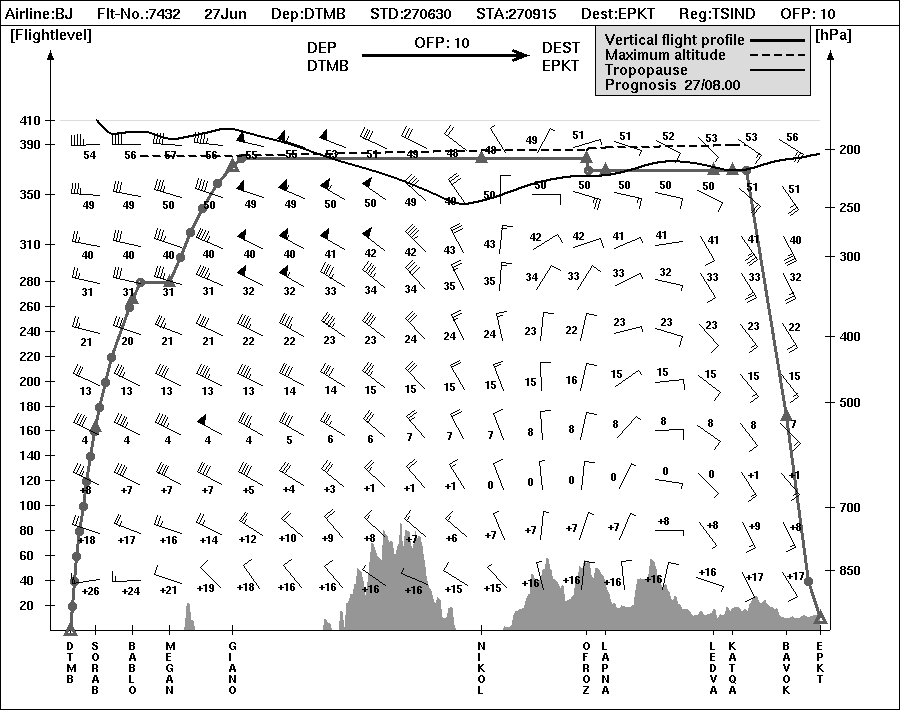 Airline:BJ Flt-No.:7432 27Jun Dep:DTMB STD:270630 STA:270915 Dest:EPKT Reg:TSIND OFP: 10
[Flightlevel] [hPa]
DEP OFP: 10 DEST
DTMB EPKT
Vertical flight profile
Maximum altitude
Tropopause
Prognosis 27/08.00
410
390 54 56 57 56 55 55 53 51 49 48 48 49 51 51 52 53 53 56 200
350 49 49 50 50 49 49 50 50 49 49 50 50 50 50 50 50 51 51 250
310 40 40 40 40 40 40 41 42 42 43 43 42 42 41 41 41 41 40 300
280 31 31 31 31 32 32 33 34 34 35 35 34 33 33 32 33 33 32
260
240 21 20 21 21 22 22 22 23 24 24 24 23 22 23 23 23 23 22 400
220
200 13 13 13 13 13 14 14 15 15 15 15 15 16 15 15 15 15 15
180 500
160 4 4 4 4 4 5 6 6 7 7 7 8 8 8 8 8 7 7
140
120 +8 +7 +7 +7 +5 +4 +3 +1 +1 +1 0 0 0 0 0 0 +1 +1
100 700
80 +18 +17 +16 +14 +12 +10 +9 +8 +7 +6 +7 +7 +7 +8 +8 +9 +8
60
40 +26 +24 +21 +19 +18 +16 +16 +16 +16 +15 +15 +16 +16 +16 +16 +16 +17 +17 850
20
DTMB SORAB BABLO MEGAN GIANO NIKOL OFROZ LAPNA LEDVA KATQA BAVOK EPKT